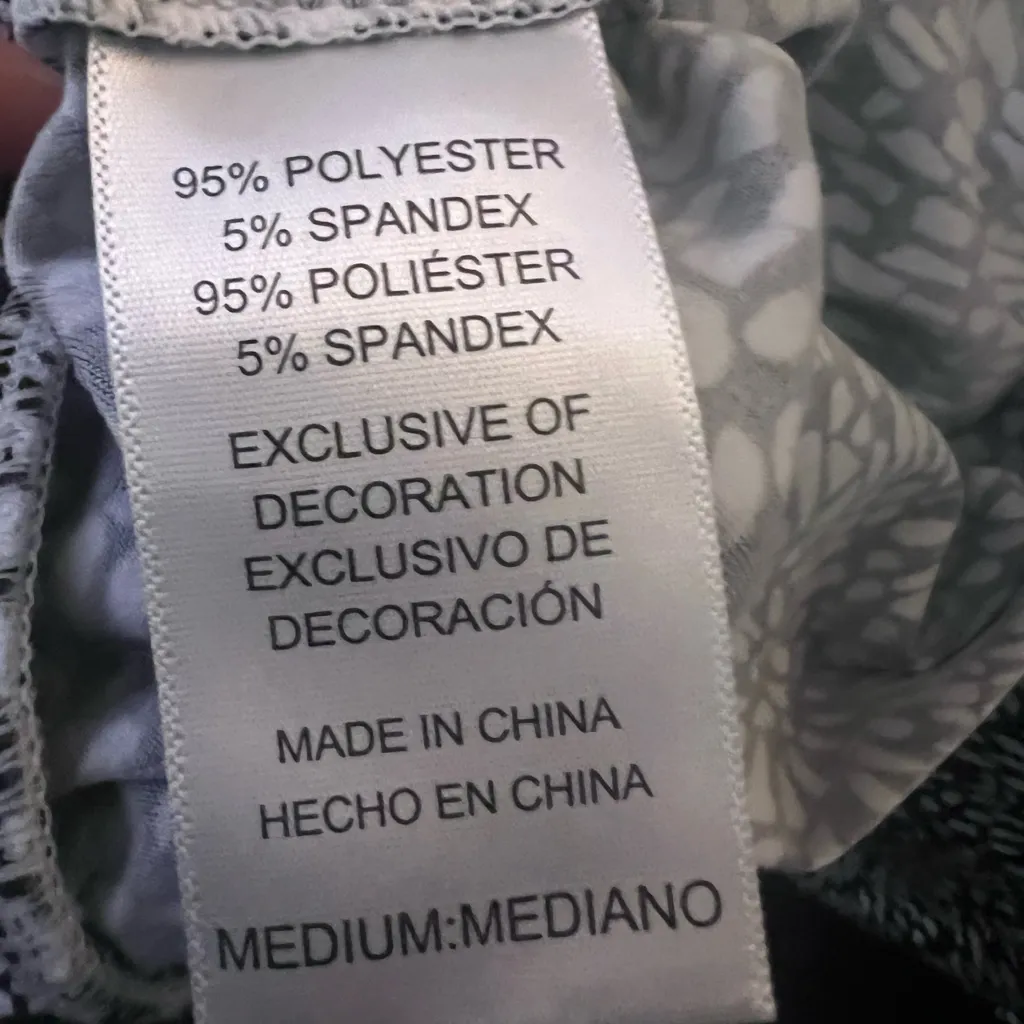 95% POLYESTER
5% SPANDEX
95% POLIÉSTER
5% SPANDEX
EXCLUSIVE OF
DECORATION
EXCLUSIVO DE
DECORACIÓN
MADE IN CHINA
HECHO EN CHINA
MEDIUM:MEDIANO